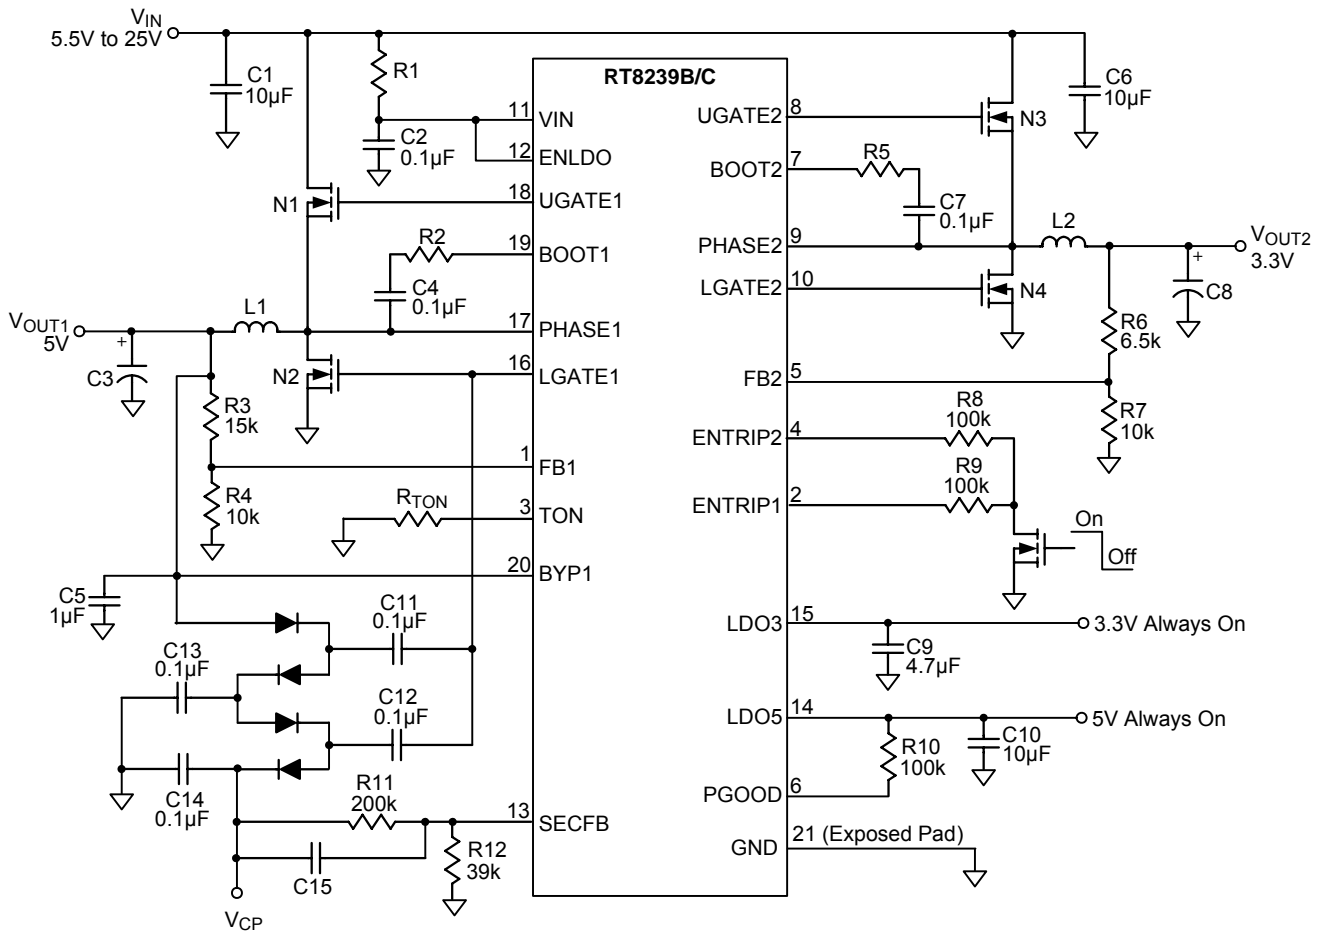 VIN
5.5V to 25V
C1
10µF
R1
C2
0.1µF
RT8239B/C
11 VIN
12 ENLDO
N1
18 UGATE1
R2
19 BOOT1
C4
0.1µF
L1
VOUT1
5V
+
C3
17 PHASE1
N2
16 LGATE1
R3
15k
1 FB1
R4
10k
RTON
3 TON
20 BYP1
C5
1µF
C11
0.1µF
C13
0.1µF
C12
0.1µF
C14
0.1µF
R11
200k
13 SECFB
R12
39k
C15
VCP
UGATE2 8
N3
C6
10µF
BOOT2 7
R5
C7
0.1µF
PHASE2 9
L2
VOUT2
3.3V
+
C8
LGATE2 10
N4
R6
6.5k
FB2 5
R7
10k
R8
100k
ENTRIP2 4
R9
100k
ENTRIP1 2
On
Off
LDO3 15
3.3V Always On
C9
4.7µF
LDO5 14
5V Always On
R10
100k
C10
10µF
PGOOD 6
GND 21 (Exposed Pad)